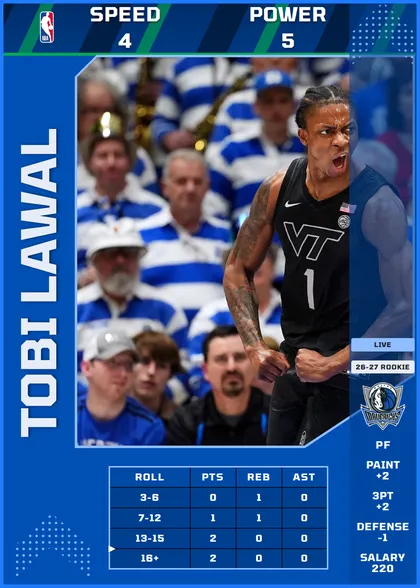 SPEED POWER
4 5
TOBI LAWAL
VT
1
LIVE
26-27 ROOKIE
MAVERICKS
PF
PAINT
+2
3PT
+2
DEFENSE
-1
SALARY
220
ROLL PTS REB AST
3-6 0 1 0
7-12 1 1 0
13-15 2 0 0
16+ 2 0 0